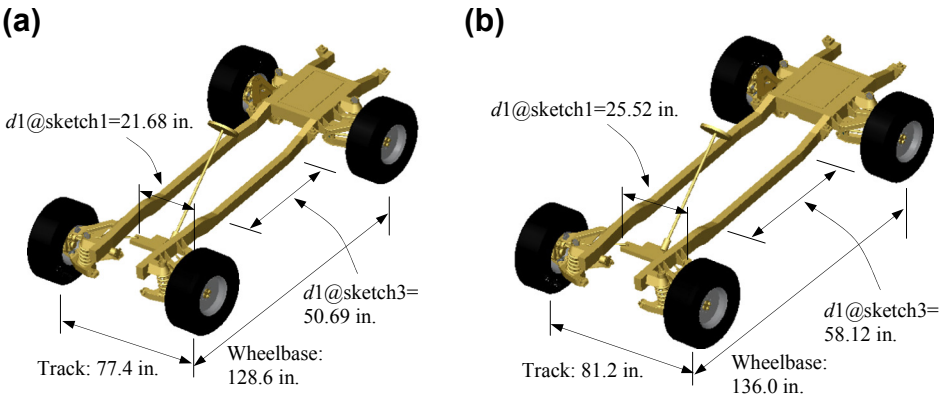 (a)
d1@sketch1=21.68 in.
d1@sketch3=
50.69 in.
Track: 77.4 in.
Wheelbase:
128.6 in.
(b)
d1@sketch1=25.52 in.
d1@sketch3=
58.12 in.
Track: 81.2 in.
Wheelbase:
136.0 in.